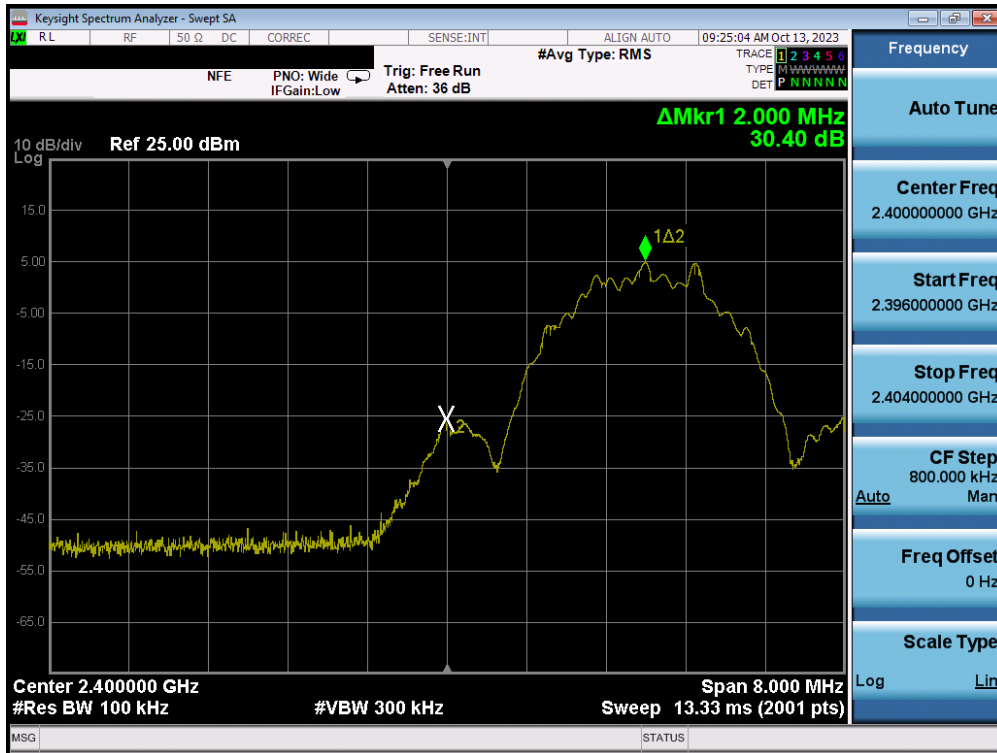 Keysight Spectrum Analyzer - Swept SA
LXI RL RF 50 Ω DC CORREC SENSE:INT ALIGN AUTO 09:25:04 AM Oct 13, 2023
NFE PNO: Wide Trig: Free Run #Avg Type: RMS TRACE 1 2 3 4 5 6
IFGain:Low Atten: 36 dB TYPE M WWWWW
DET P N N N N N
ΔMkr1 2.000 MHz
30.40 dB
10 dB/div Ref 25.00 dBm
Log
15.0
1Δ2
5.00
-5.00
-15.0
-25.0
X2
-35.0
-45.0
-55.0
-65.0
Center 2.400000 GHz Span 8.000 MHz
#Res BW 100 kHz #VBW 300 kHz Sweep 13.33 ms (2001 pts)
MSG STATUS
Frequency
Auto Tune
Center Freq
2.400000000 GHz
Start Freq
2.396000000 GHz
Stop Freq
2.404000000 GHz
CF Step
800.000 kHz
Auto Man
Freq Offset
0 Hz
Scale Type
Log Lin